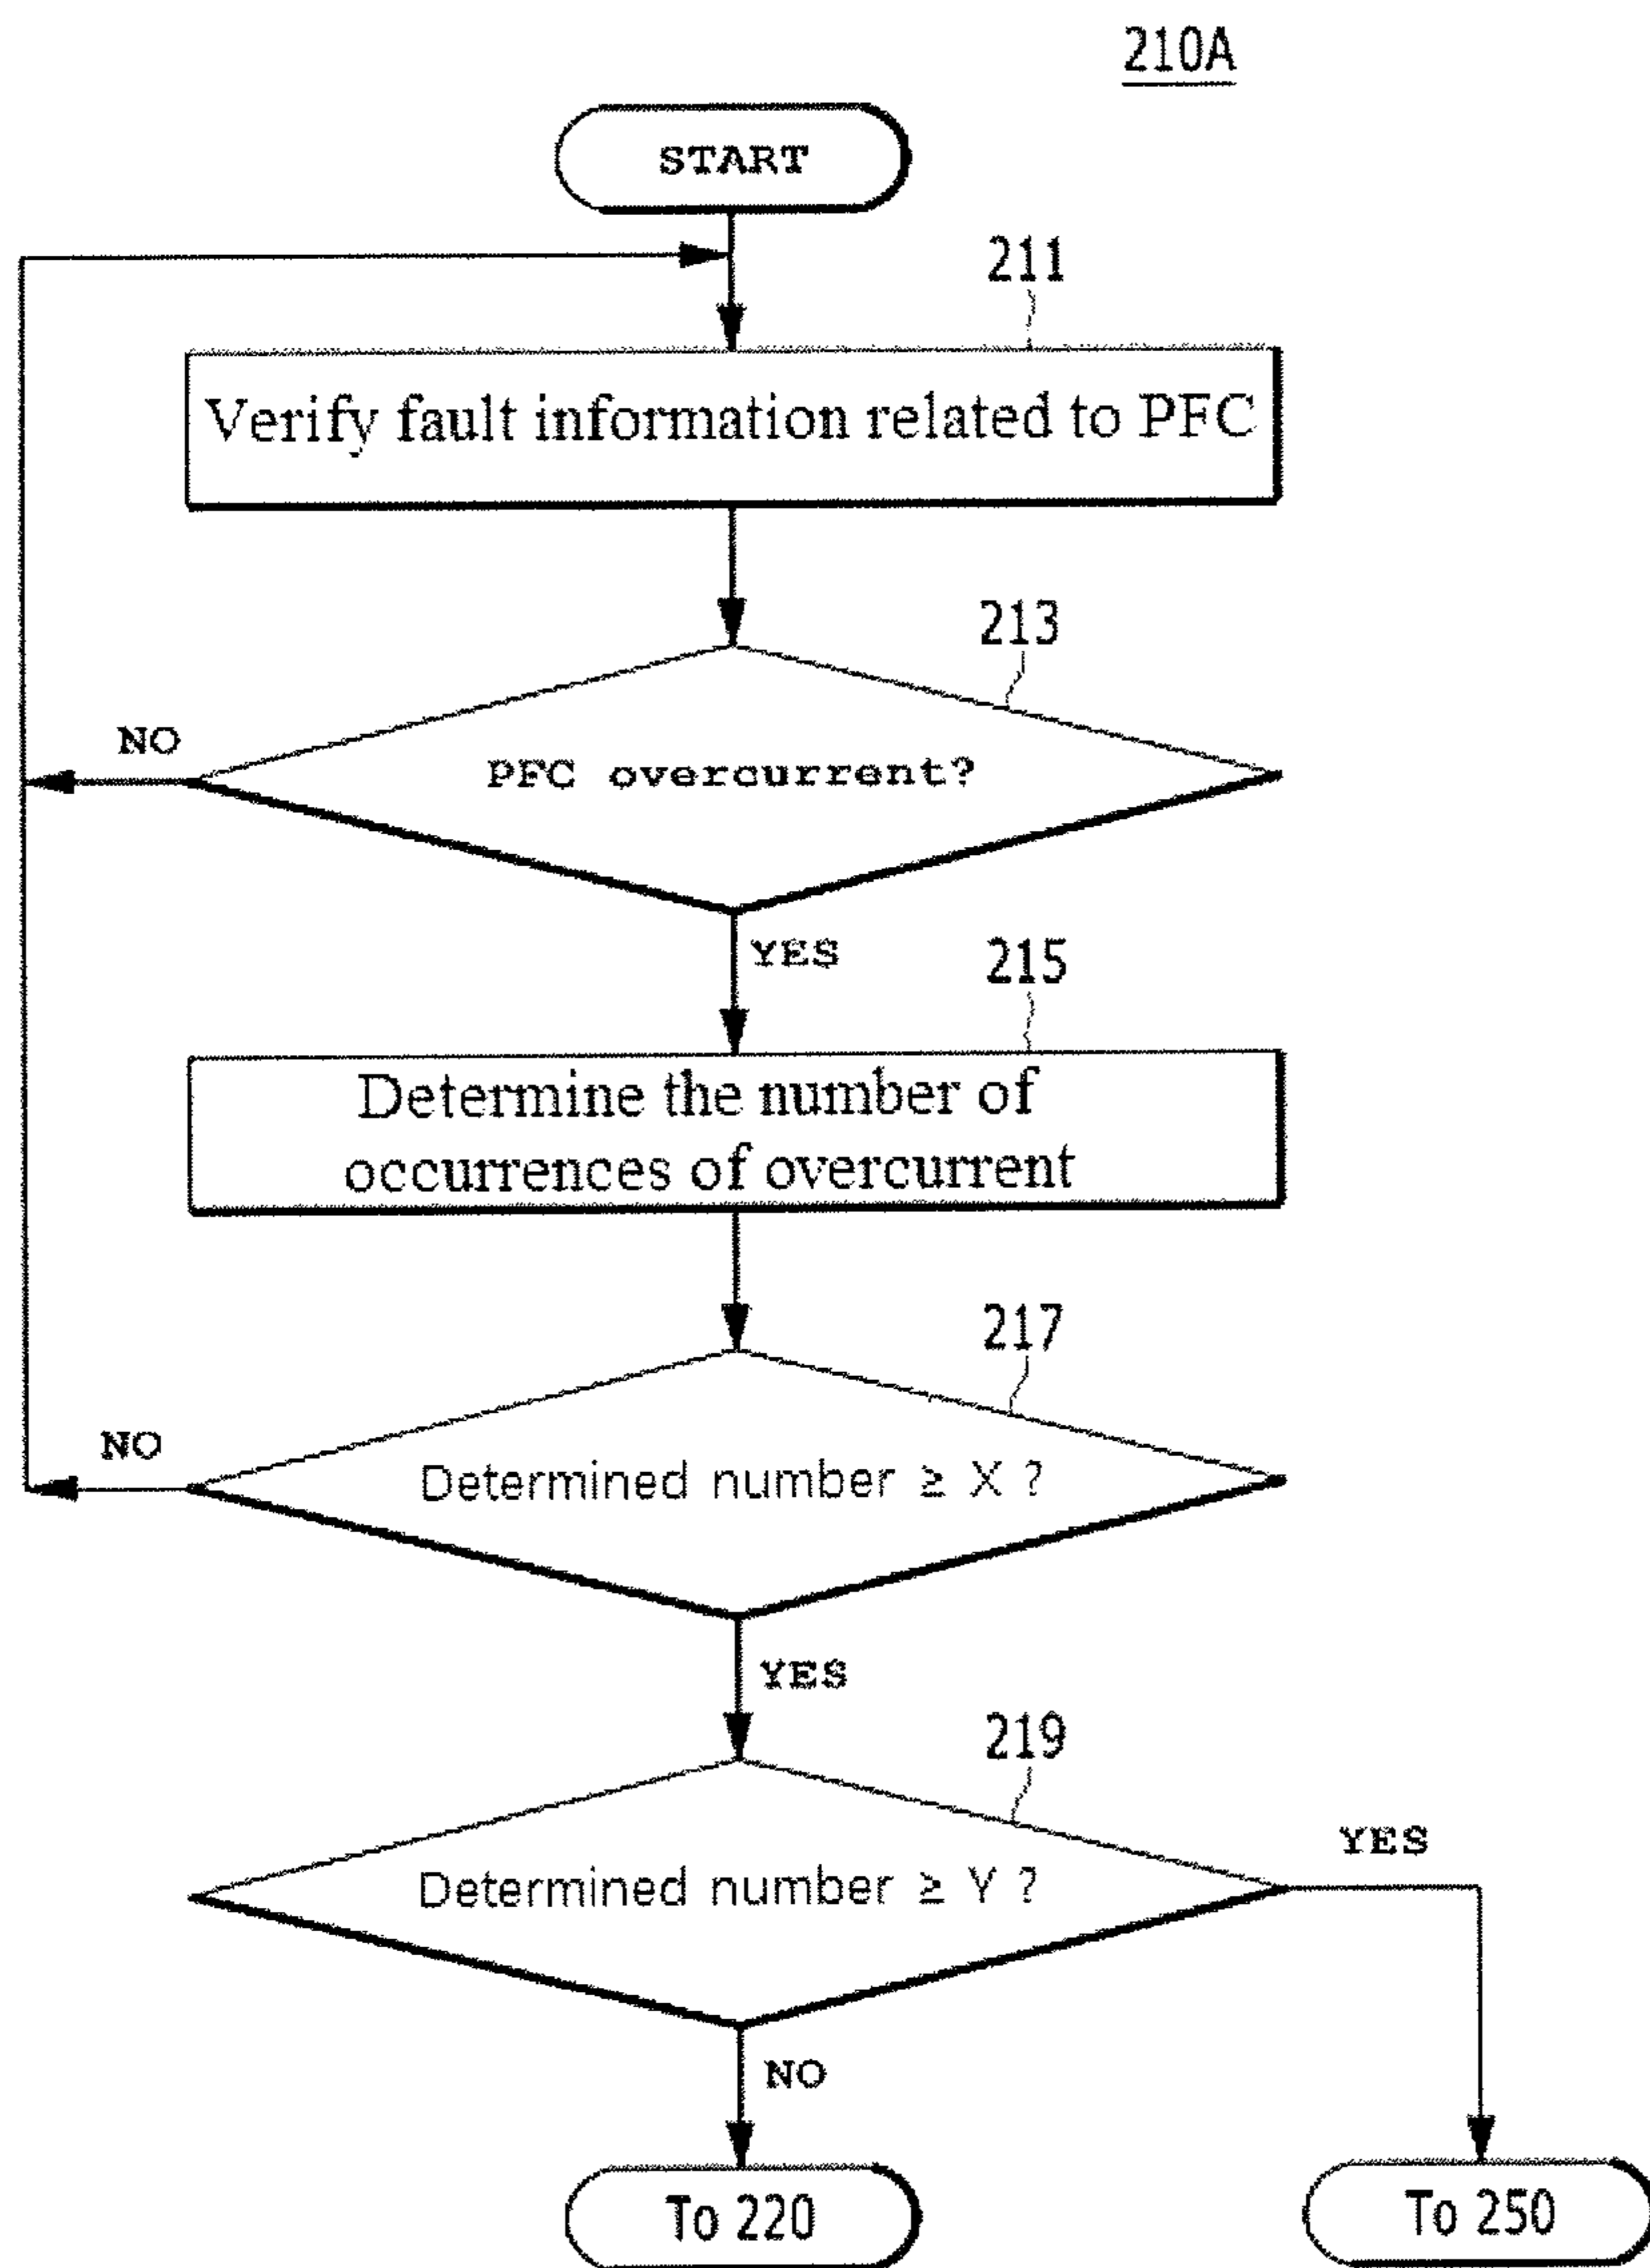 210A
START
211
Verify fault information related to PFC
213
NO
PFC overcurrent?
YES
215
Determine the number of
occurrences of overcurrent
217
NO
Determined number ≥ X ?
YES
219
YES
Determined number ≥ Y ?
NO
To 220
To 250